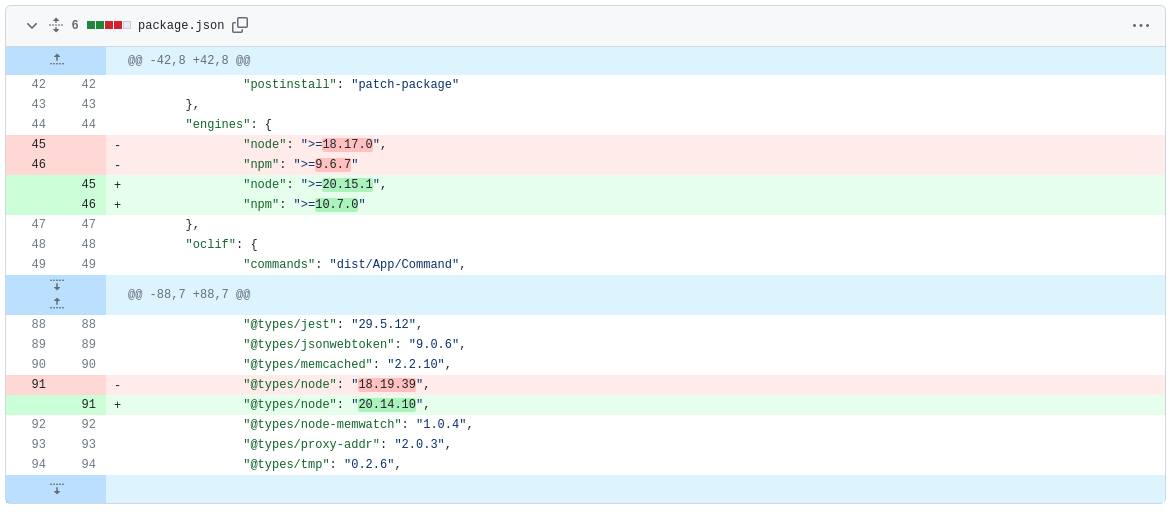 6 package.json
@@ -42,8 +42,8 @@
42 42 "postinstall": "patch-package"
43 43 },
44 44 "engines": {
45 - "node": ">=18.17.0",
46 - "npm": ">=9.6.7"
45 + "node": ">=20.15.1",
46 + "npm": ">=10.7.0"
47 47 },
48 48 "oclif": {
49 49 "commands": "dist/App/Command",
@@ -88,7 +88,7 @@
88 88 "@types/jest": "29.5.12",
89 89 "@types/jsonwebtoken": "9.0.6",
90 90 "@types/memcached": "2.2.10",
91 - "@types/node": "18.19.39",
91 + "@types/node": "20.14.10",
92 92 "@types/node-memwatch": "1.0.4",
93 93 "@types/proxy-addr": "2.0.3",
94 94 "@types/tmp": "0.2.6",